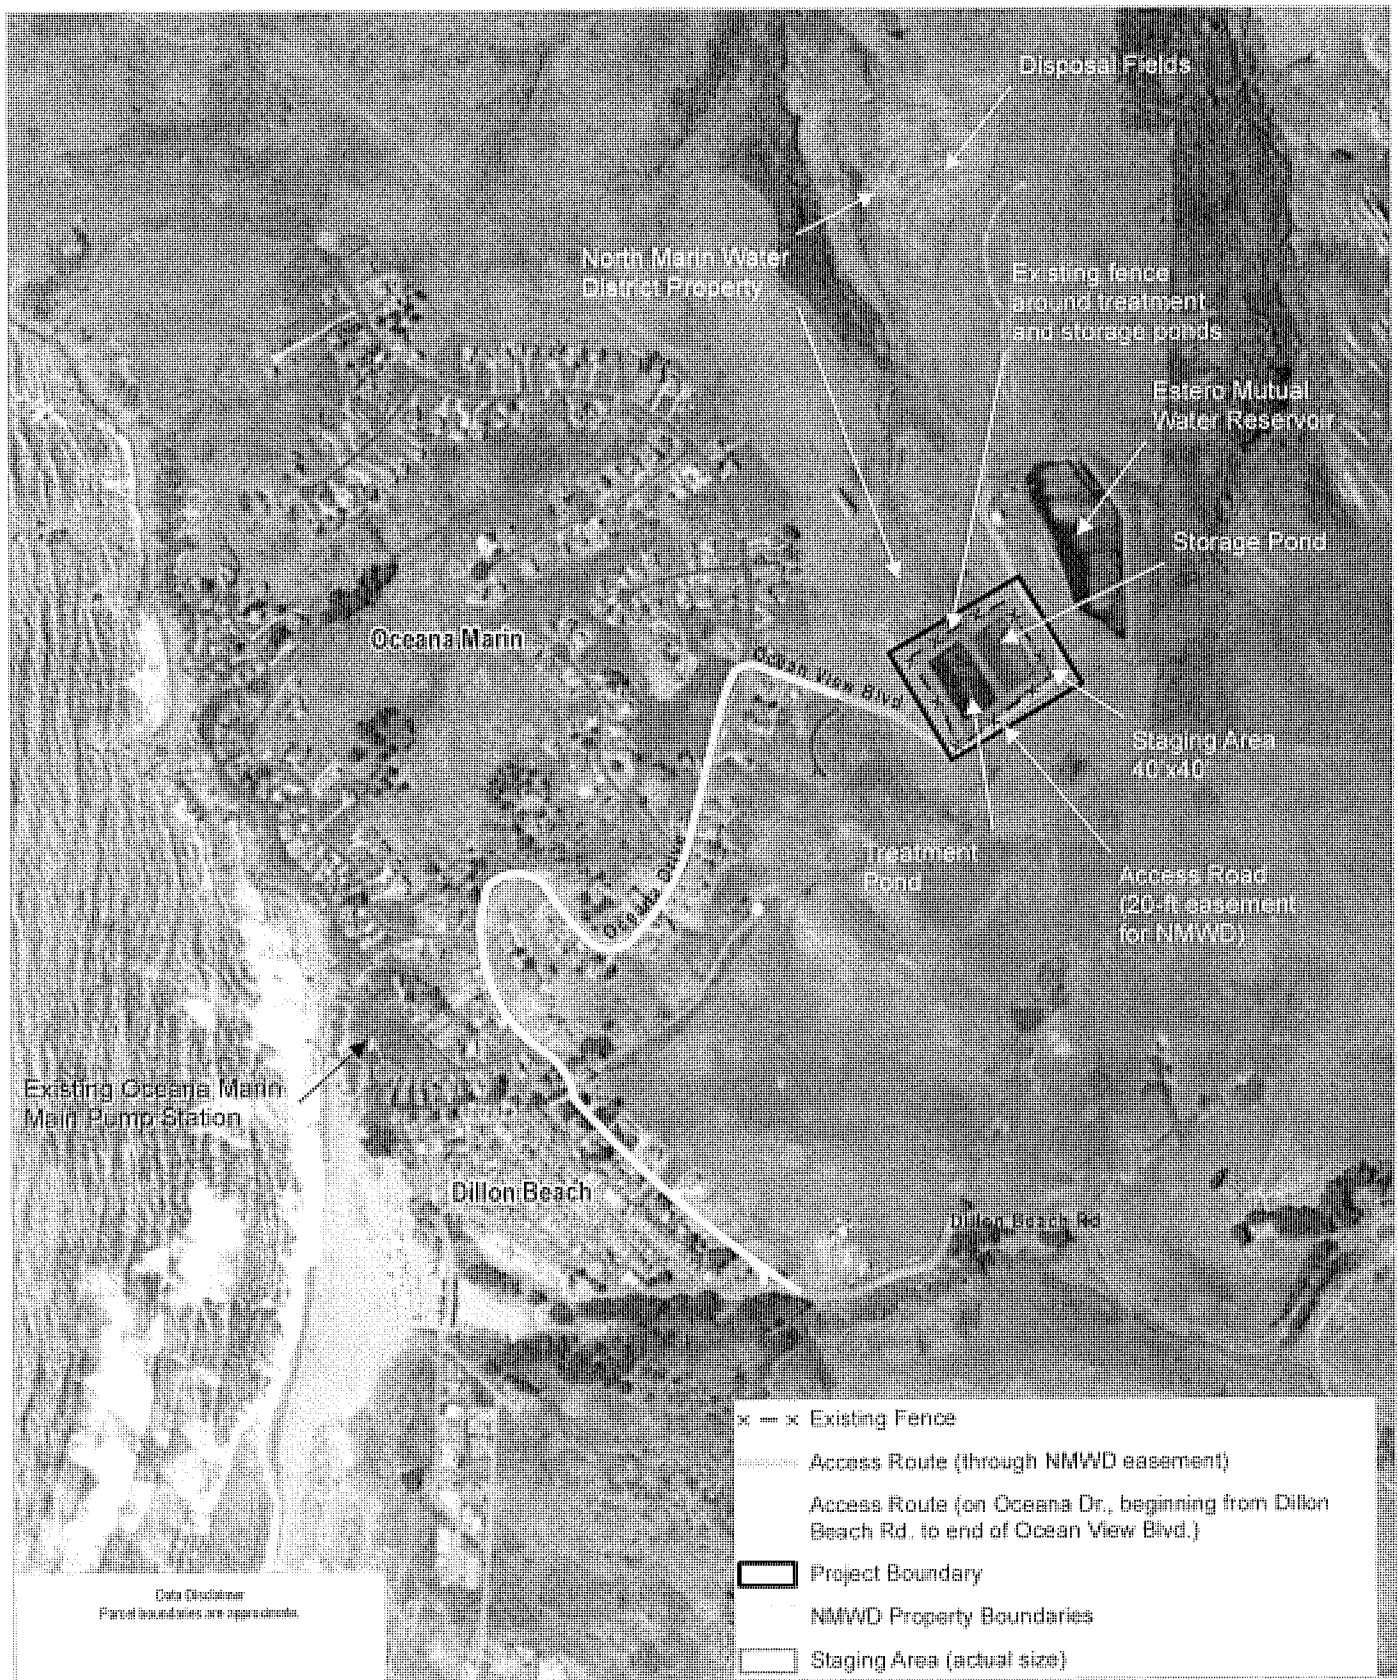 Disposal Fields
North Marin Water
District Property
Existing fence
around treatment
and storage ponds
Estero Mutual
Water Reservoir
Storage Pond
Oceana Marin
Ocean View Blvd
Staging Area
40'x40'
Treatment
Pond
Oceana Drive
Access Road
(20-ft easement
for NMWD)
Existing Oceana Marin
Main Pump Station
Dillon Beach
Dillon Beach Rd
x — x Existing Fence
Access Route (through NMWD easement)
Access Route (on Oceana Dr., beginning from Dillon
Beach Rd. to end of Ocean View Blvd.)
Project Boundary
NMWD Property Boundaries
Staging Area (actual size)
Data Disclaimer
Parcel boundaries are approximate.